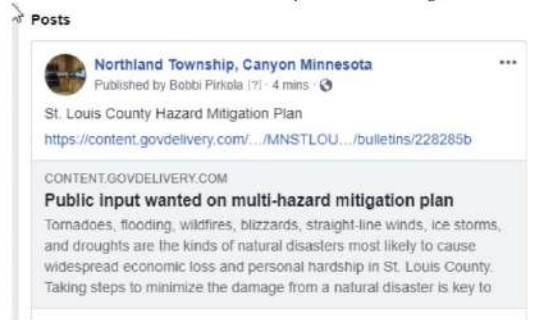 Posts
Northland Township, Canyon Minnesota
Published by Bobbi Pirkola [?] · 4 mins ·
St. Louis County Hazard Mitigation Plan
https://content.govdelivery.com/.../MNSTLOU.../bulletins/228285b
CONTENT.GOVDELIVERY.COM
Public input wanted on multi-hazard mitigation plan
Tornadoes, flooding, wildfires, blizzards, straight-line winds, ice storms,
and droughts are the kinds of natural disasters most likely to cause
widespread economic loss and personal hardship in St. Louis County.
Taking steps to minimize the damage from a natural disaster is key to